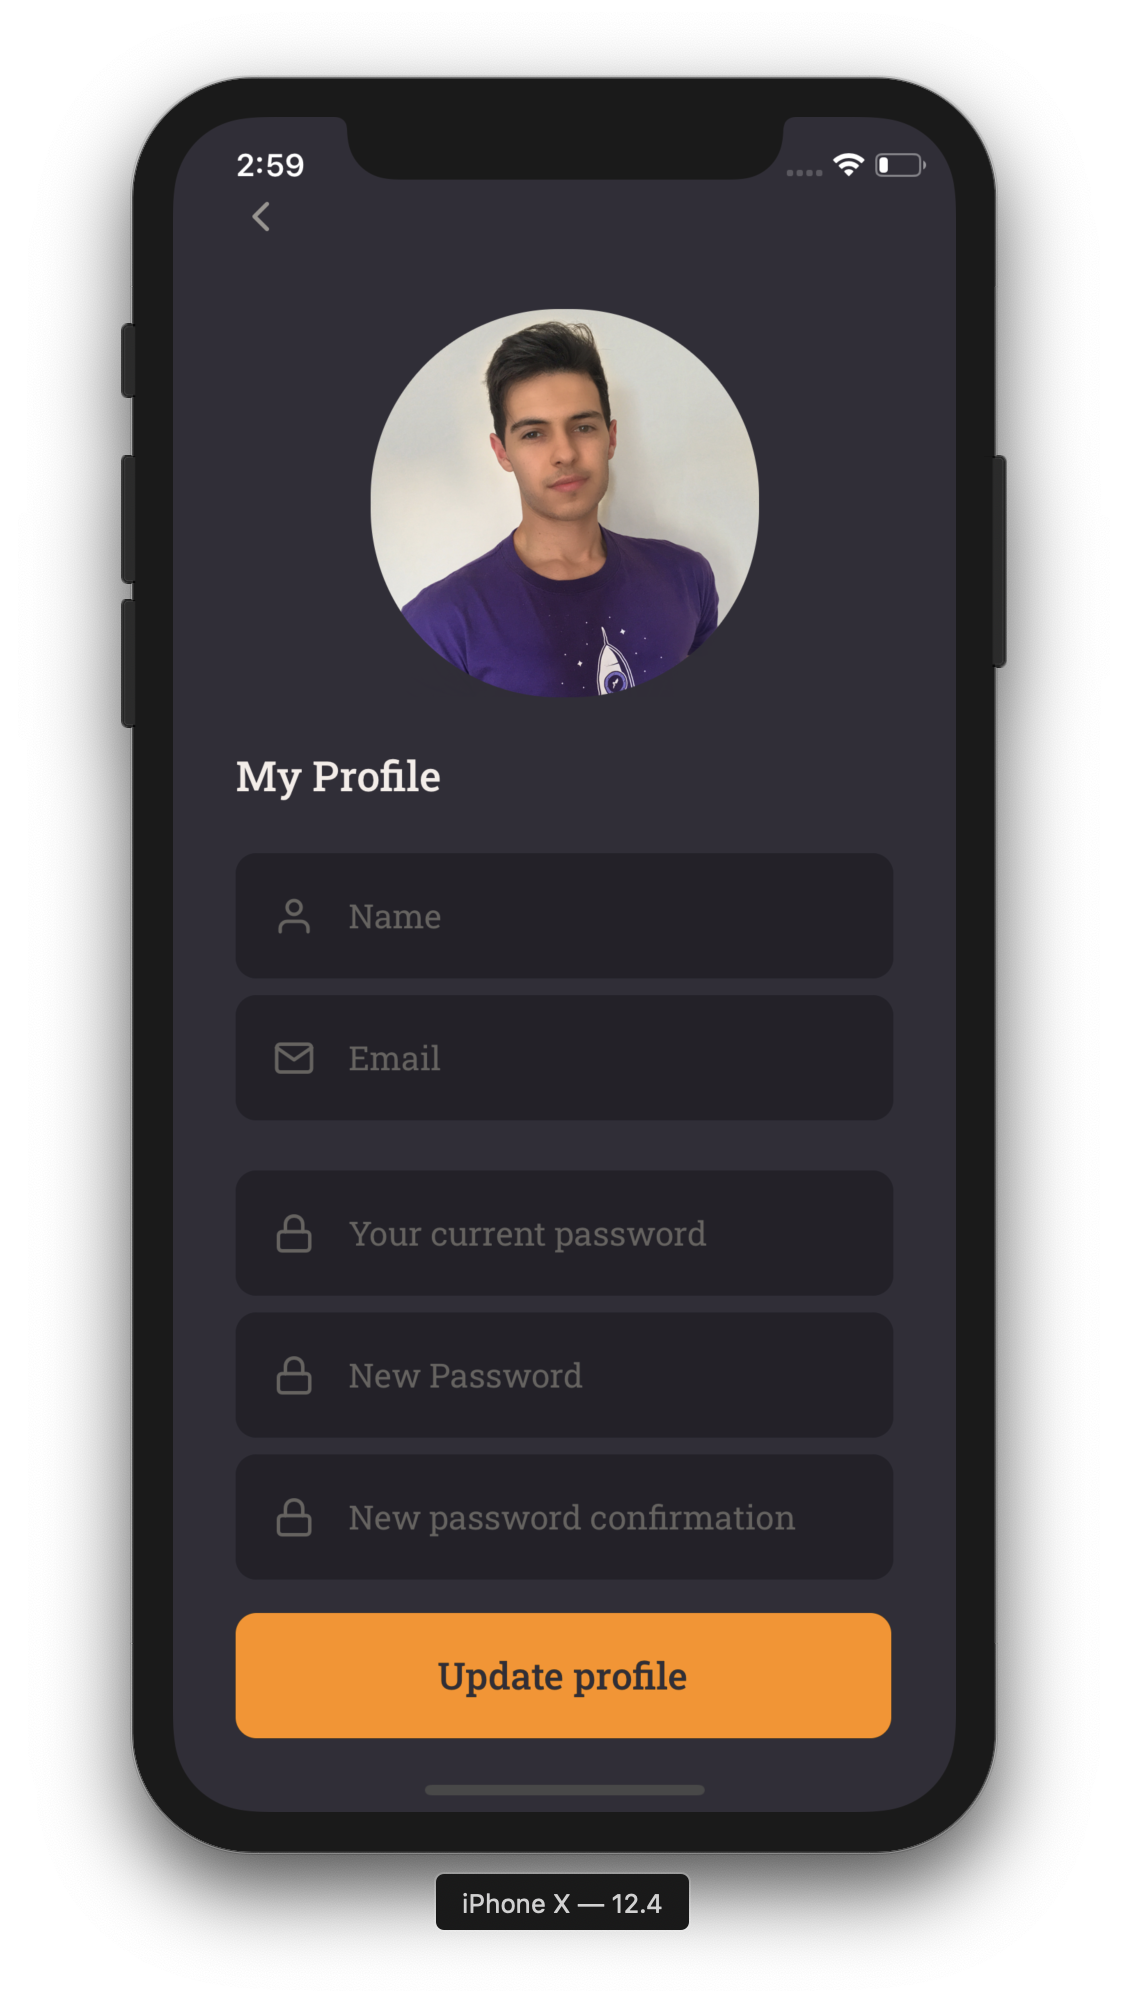 2:59
My Profile
Name
Email
Your current password
New Password
New password confirmation
Update profile
iPhone X — 12.4